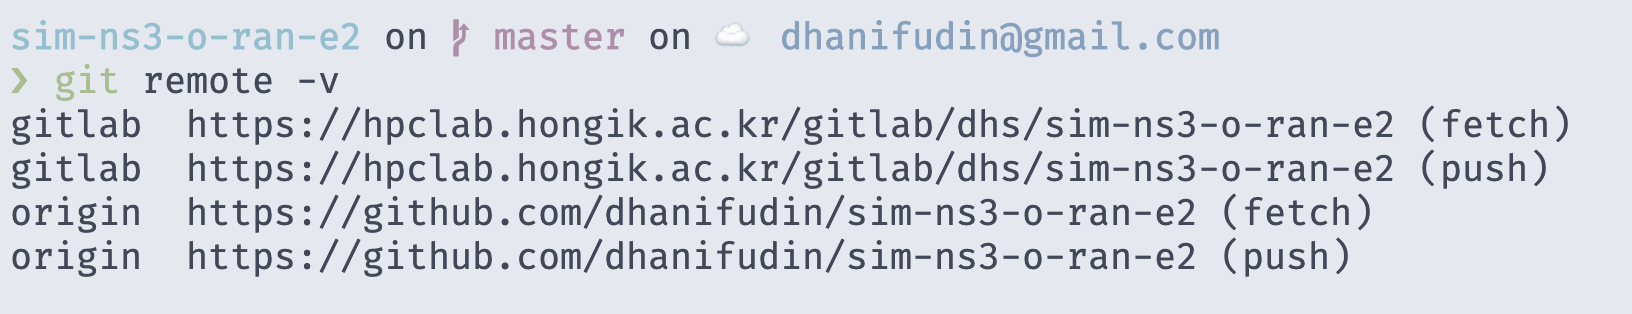 sim-ns3-o-ran-e2 on master on ☁️ dhanifudin@gmail.com
❯ git remote -v
gitlab  https://hpclab.hongik.ac.kr/gitlab/dhs/sim-ns3-o-ran-e2 (fetch)
gitlab  https://hpclab.hongik.ac.kr/gitlab/dhs/sim-ns3-o-ran-e2 (push)
origin  https://github.com/dhanifudin/sim-ns3-o-ran-e2 (fetch)
origin  https://github.com/dhanifudin/sim-ns3-o-ran-e2 (push)